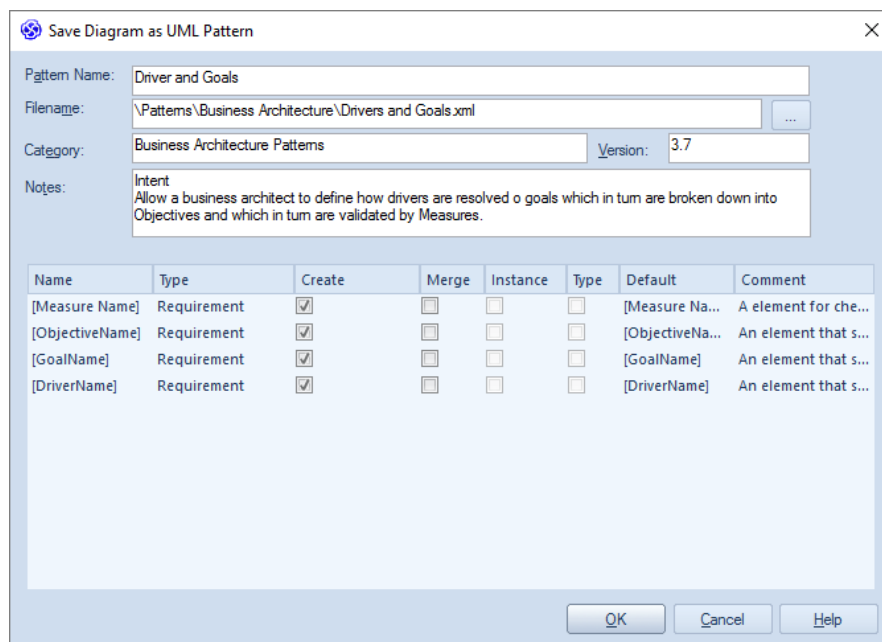 Save Diagram as UML Pattern
Pattern Name: Driver and Goals
Filename: \Patterns\Business Architecture\Drivers and Goals.xml ...
Category: Business Architecture Patterns Version: 3.7
Notes: Intent
Allow a business architect to define how drivers are resolved o goals which in turn are broken down into
Objectives and which in turn are validated by Measures.
Name Type Create Merge Instance Type Default Comment
[Measure Name] Requirement [Measure Na... A element for che...
[ObjectiveName] Requirement [ObjectiveNa... An element that s...
[GoalName] Requirement [GoalName] An element that s...
[DriverName] Requirement [DriverName] An element that s...
OK Cancel Help